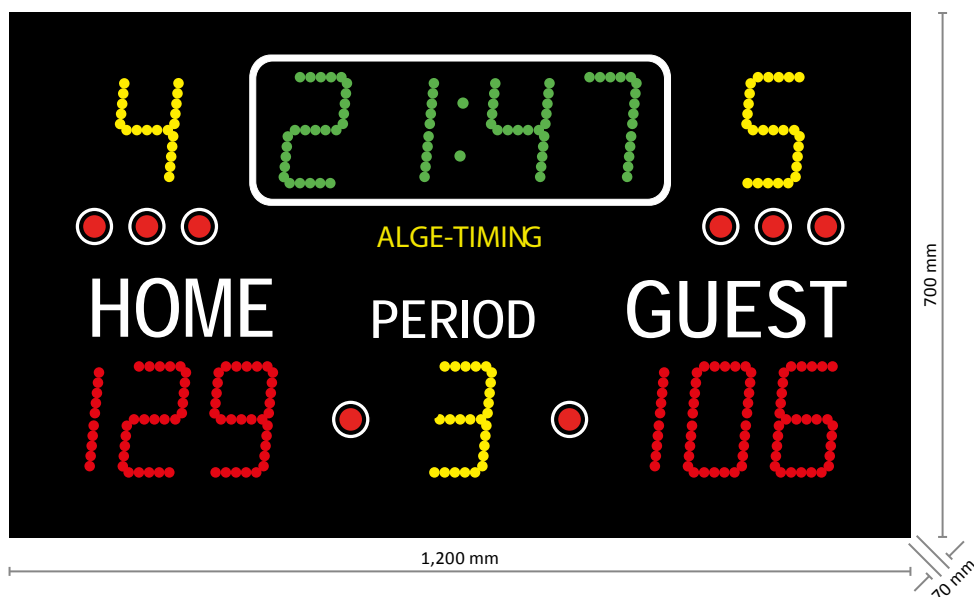 4 21:47 5
ALGE-TIMING
HOME PERIOD GUEST
129 3 106
700 mm
1,200 mm
70 mm